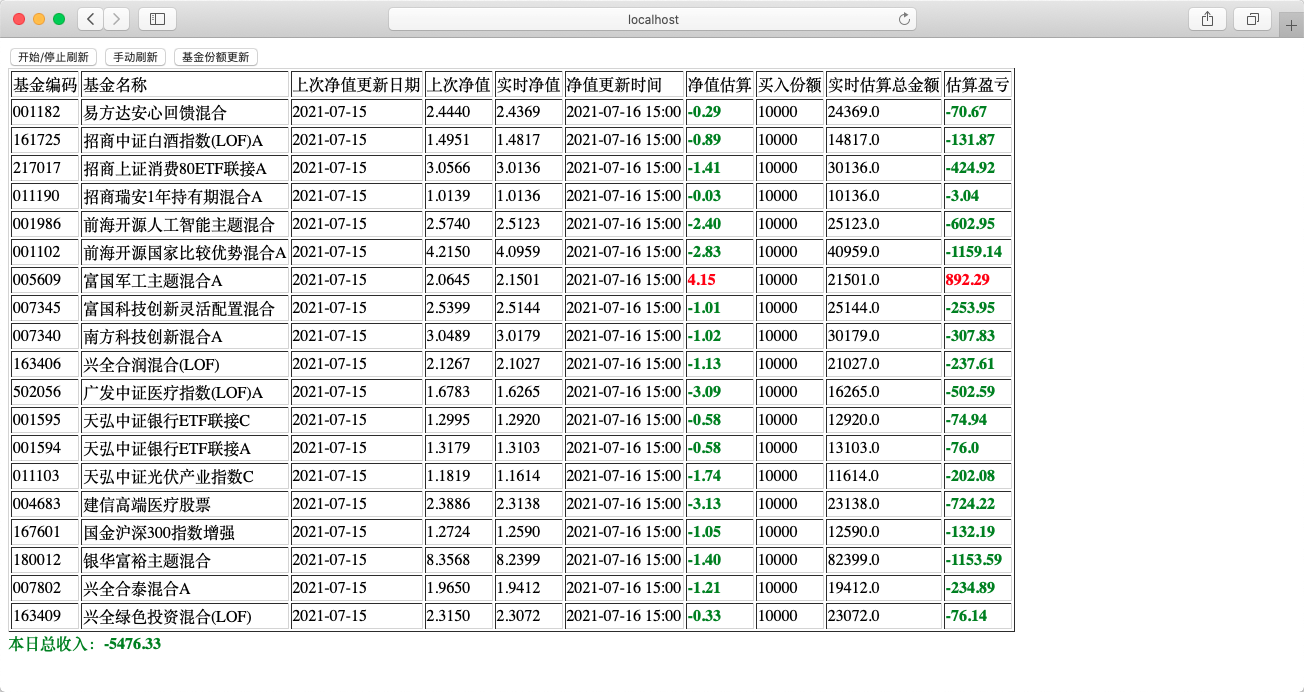 localhost
开始/停止刷新 手动刷新 基金份额更新
基金编码 基金名称 上次净值更新日期 上次净值 实时净值 净值更新时间 净值估算 买入份额 实时估算总金额 估算盈亏
001182 易方达安心回馈混合 2021-07-15 2.4440 2.4369 2021-07-16 15:00 -0.29 10000 24369.0 -70.67
161725 招商中证白酒指数(LOF)A 2021-07-15 1.4951 1.4817 2021-07-16 15:00 -0.89 10000 14817.0 -131.87
217017 招商上证消费80ETF联接A 2021-07-15 3.0566 3.0136 2021-07-16 15:00 -1.41 10000 30136.0 -424.92
011190 招商瑞安1年持有期混合A 2021-07-15 1.0139 1.0136 2021-07-16 15:00 -0.03 10000 10136.0 -3.04
001986 前海开源人工智能主题混合 2021-07-15 2.5740 2.5123 2021-07-16 15:00 -2.40 10000 25123.0 -602.95
001102 前海开源国家比较优势混合A 2021-07-15 4.2150 4.0959 2021-07-16 15:00 -2.83 10000 40959.0 -1159.14
005609 富国军工主题混合A 2021-07-15 2.0645 2.1501 2021-07-16 15:00 4.15 10000 21501.0 892.29
007345 富国科技创新灵活配置混合 2021-07-15 2.5399 2.5144 2021-07-16 15:00 -1.01 10000 25144.0 -253.95
007340 南方科技创新混合A 2021-07-15 3.0489 3.0179 2021-07-16 15:00 -1.02 10000 30179.0 -307.83
163406 兴全合润混合(LOF) 2021-07-15 2.1267 2.1027 2021-07-16 15:00 -1.13 10000 21027.0 -237.61
502056 广发中证医疗指数(LOF)A 2021-07-15 1.6783 1.6265 2021-07-16 15:00 -3.09 10000 16265.0 -502.59
001595 天弘中证银行ETF联接C 2021-07-15 1.2995 1.2920 2021-07-16 15:00 -0.58 10000 12920.0 -74.94
001594 天弘中证银行ETF联接A 2021-07-15 1.3179 1.3103 2021-07-16 15:00 -0.58 10000 13103.0 -76.0
011103 天弘中证光伏产业指数C 2021-07-15 1.1819 1.1614 2021-07-16 15:00 -1.74 10000 11614.0 -202.08
004683 建信高端医疗股票 2021-07-15 2.3886 2.3138 2021-07-16 15:00 -3.13 10000 23138.0 -724.22
167601 国金沪深300指数增强 2021-07-15 1.2724 1.2590 2021-07-16 15:00 -1.05 10000 12590.0 -132.19
180012 银华富裕主题混合 2021-07-15 8.3568 8.2399 2021-07-16 15:00 -1.40 10000 82399.0 -1153.59
007802 兴全合泰混合A 2021-07-15 1.9650 1.9412 2021-07-16 15:00 -1.21 10000 19412.0 -234.89
163409 兴全绿色投资混合(LOF) 2021-07-15 2.3150 2.3072 2021-07-16 15:00 -0.33 10000 23072.0 -76.14
本日总收入：-5476.33